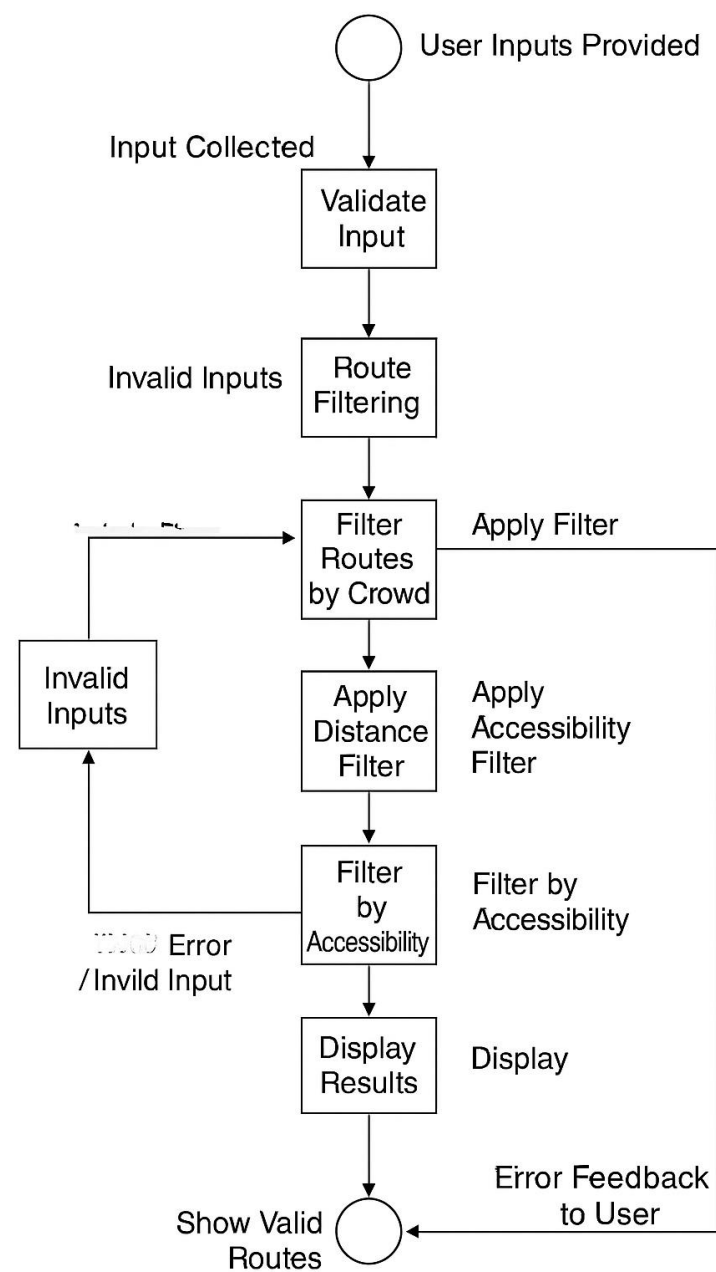 User Inputs Provided
Input Collected
Validate
Input
Invalid Inputs
Route
Filtering
Filter
Routes
by Crowd
Apply Filter
Invalid
Inputs
Apply
Distance
Filter
Apply
Accessibility
Filter
Filter
by
Accessibility
Filter by
Accessibility
Error
/Invild Input
Display
Results
Display
Error Feedback
to User
Show Valid
Routes